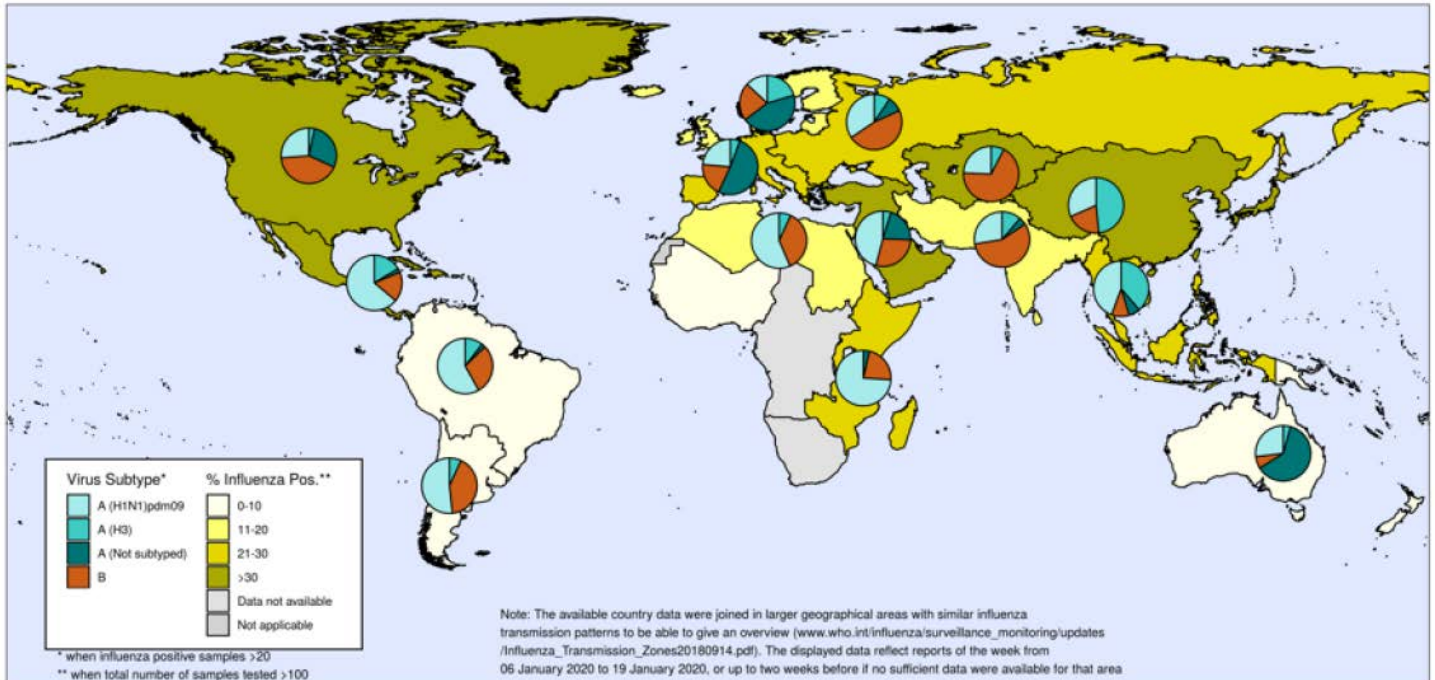 Virus Subtype*
A (H1N1)pdm09
A (H3)
A (Not subtyped)
B
% Influenza Pos.**
0-10
11-20
21-30
>30
Data not available
Not applicable
* when influenza positive samples >20
** when total number of samples tested >100
Note: The available country data were joined in larger geographical areas with similar influenza
transmission patterns to be able to give an overview (www.who.int/influenza/surveillance_monitoring/updates
/Influenza_Transmission_Zones20180914.pdf). The displayed data reflect reports of the week from
06 January 2020 to 19 January 2020, or up to two weeks before if no sufficient data were available for that area